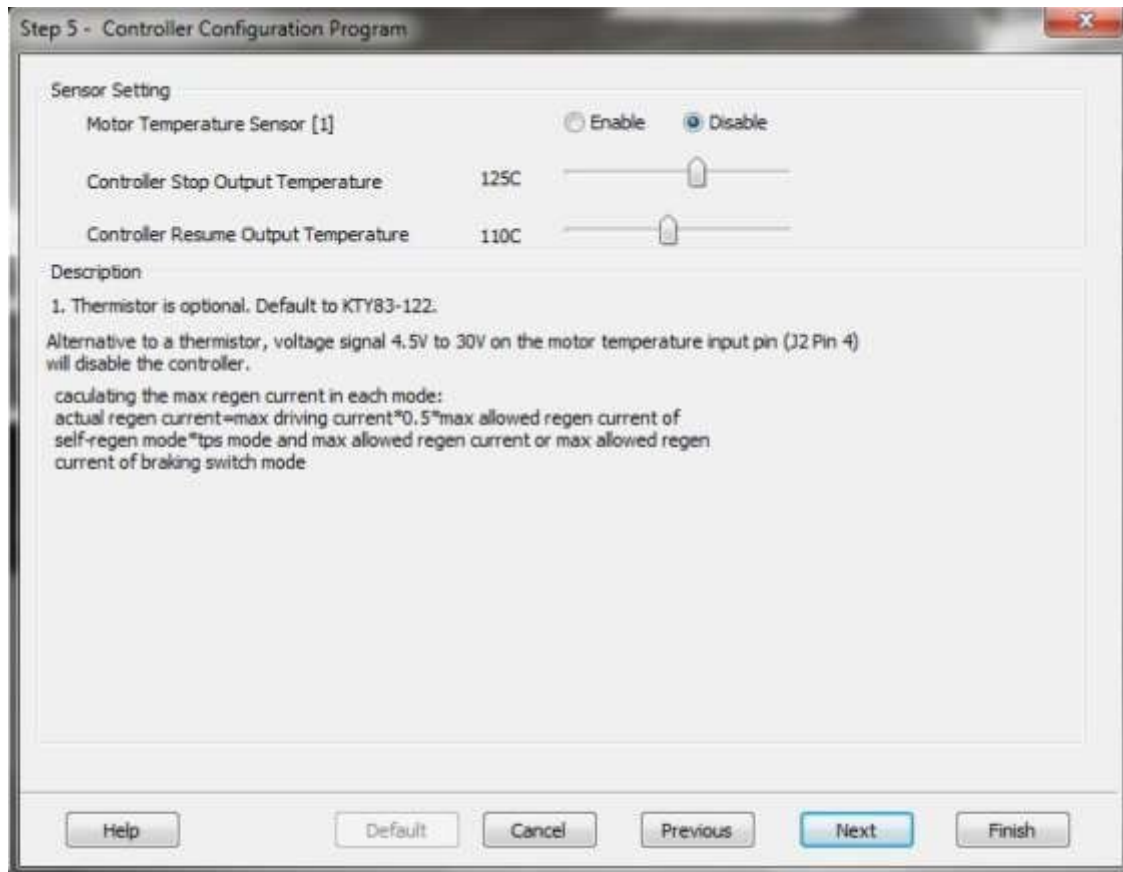 Step 5 - Controller Configuration Program
Sensor Setting
Motor Temperature Sensor [1] Enable Disable
Controller Stop Output Temperature 125C
Controller Resume Output Temperature 110C
Description
1. Thermistor is optional. Default to KTY83-122.
Alternative to a thermistor, voltage signal 4.5V to 30V on the motor temperature input pin (J2 Pin 4)
will disable the controller.
caculating the max regen current in each mode:
actual regen current=max driving current*0.5*max allowed regen current of
self-regen mode*tps mode and max allowed regen current or max allowed regen
current of braking switch mode
Help Default Cancel Previous Next Finish